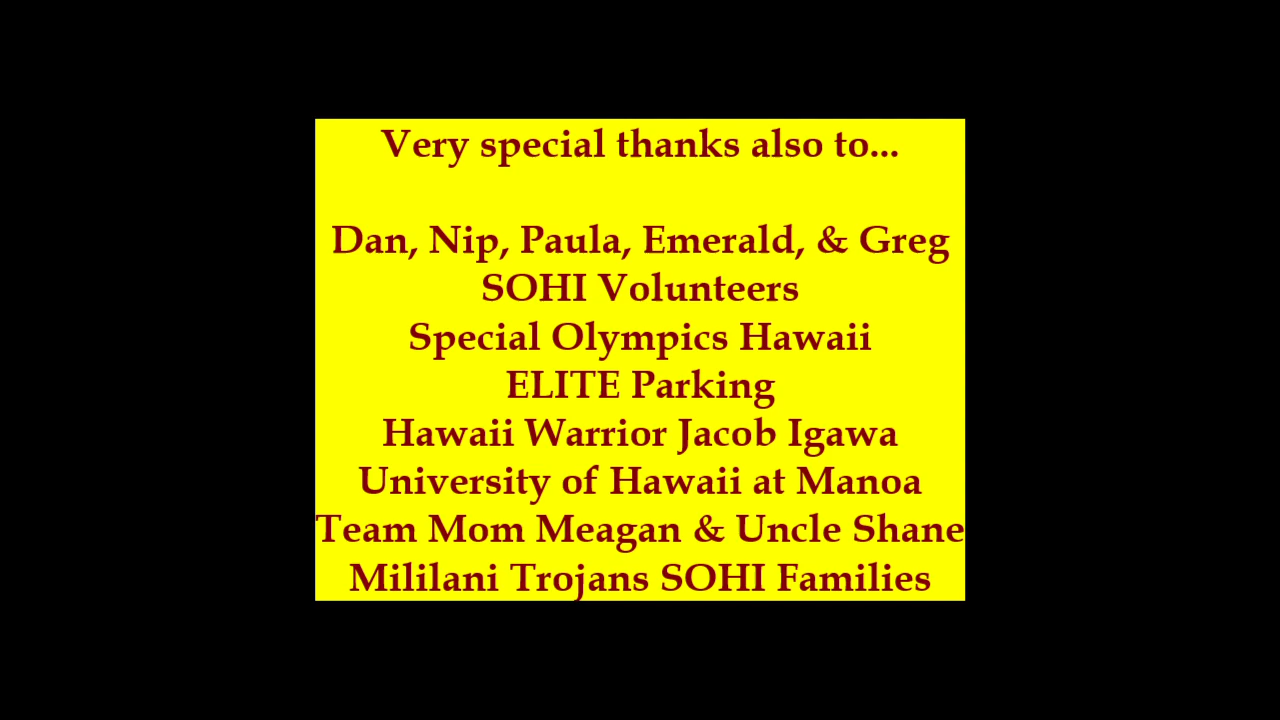 Very special thanks also to...
Dan, Nip, Paula, Emerald, & Greg
SOHI Volunteers
Special Olympics Hawaii
ELITE Parking
Hawaii Warrior Jacob Igawa
University of Hawaii at Manoa
Team Mom Meagan & Uncle Shane
Mililani Trojans SOHI Families